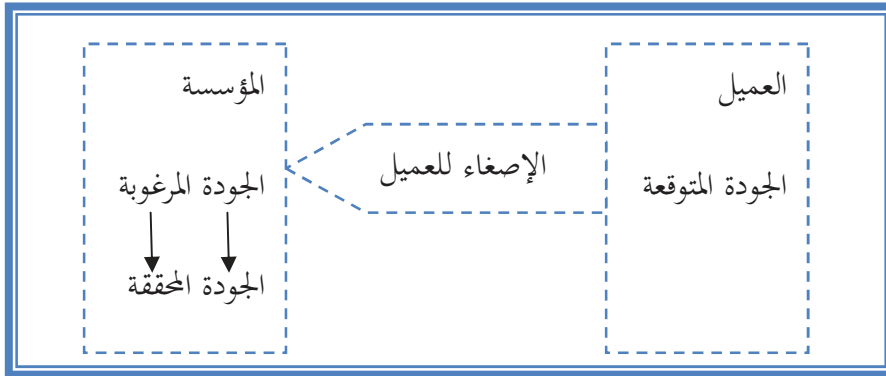 العميل
الجودة المتوقعة
الإصغاء للعميل
المؤسسة
الجودة المرغوبة
الجودة المحققة